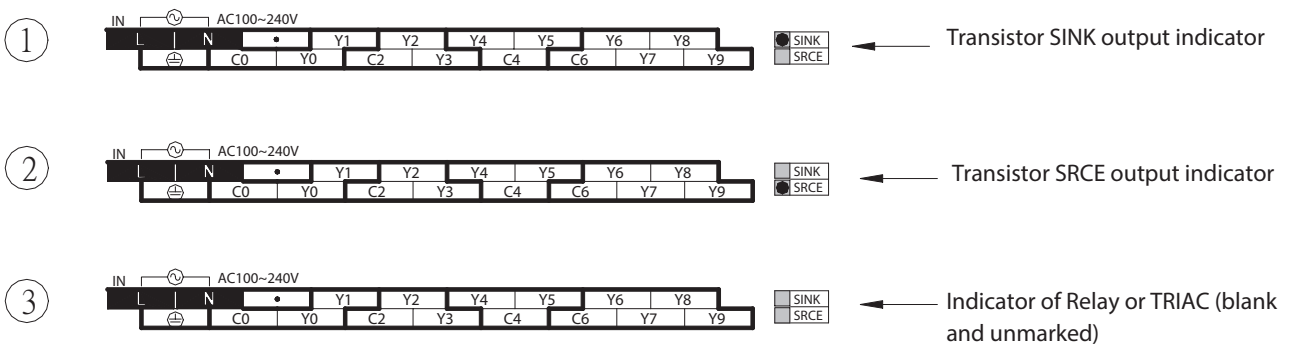 1
IN AC100~240V
L N • Y1 Y2 Y4 Y5 Y6 Y8
C0 Y0 C2 Y3 C4 C6 Y7 Y9
SINK
SRCE
Transistor SINK output indicator
2
IN AC100~240V
L N • Y1 Y2 Y4 Y5 Y6 Y8
C0 Y0 C2 Y3 C4 C6 Y7 Y9
SINK
SRCE
Transistor SRCE output indicator
3
IN AC100~240V
L N • Y1 Y2 Y4 Y5 Y6 Y8
C0 Y0 C2 Y3 C4 C6 Y7 Y9
SINK
SRCE
Indicator of Relay or TRIAC (blank
and unmarked)